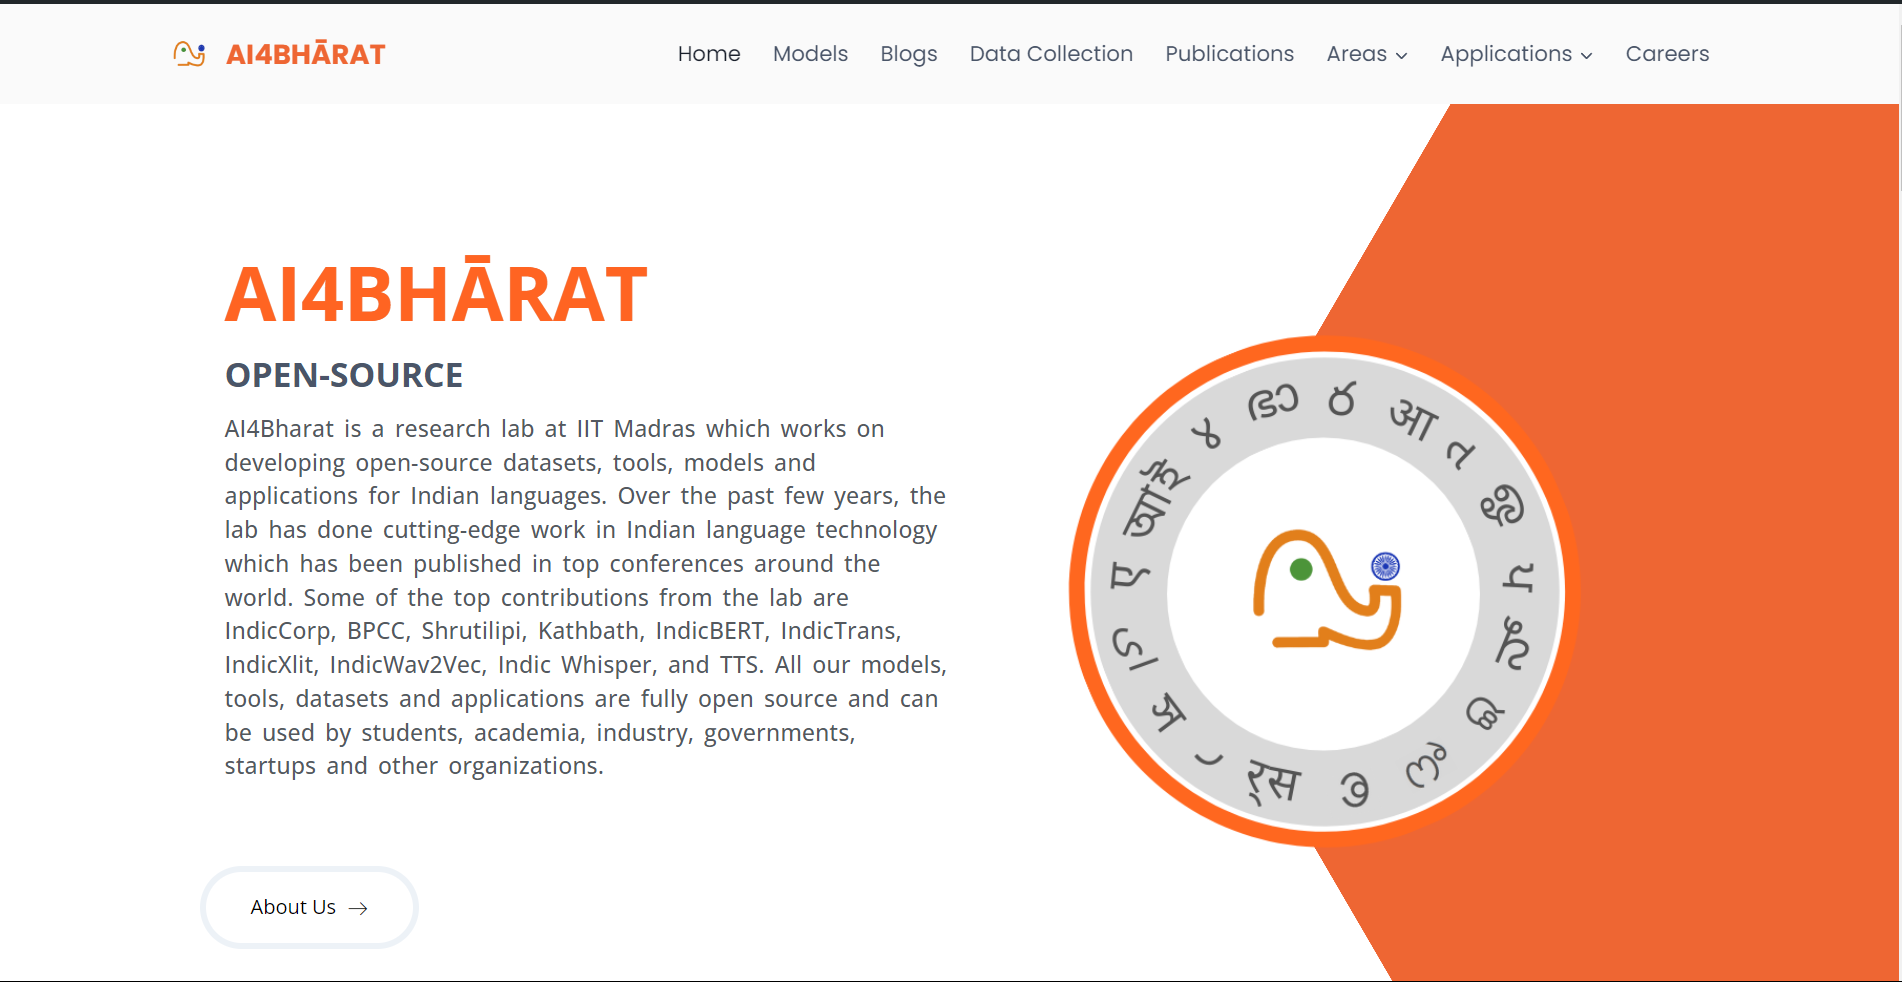 AI4BHĀRAT
Home Models Blogs Data Collection Publications Areas Applications Careers
AI4BHĀRAT
OPEN-SOURCE
AI4Bharat is a research lab at IIT Madras which works on
developing open-source datasets, tools, models and
applications for Indian languages. Over the past few years, the
lab has done cutting-edge work in Indian language technology
which has been published in top conferences around the
world. Some of the top contributions from the lab are
IndicCorp, BPCC, Shrutilipi, Kathbath, IndicBERT, IndicTrans,
IndicXlit, IndicWav2Vec, Indic Whisper, and TTS. All our models,
tools, datasets and applications are fully open source and can
be used by students, academia, industry, governments,
startups and other organizations.
About Us
आ
ત